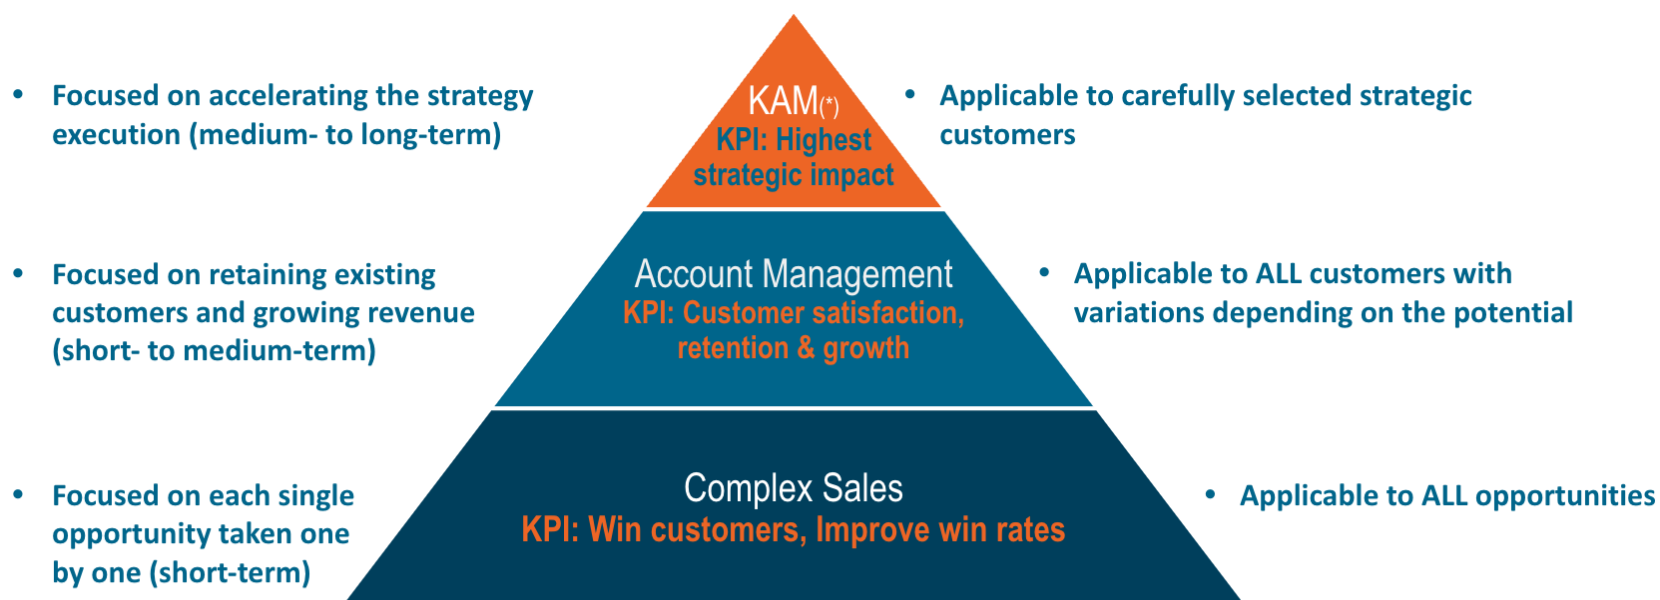 • Focused on accelerating the strategy
execution (medium- to long-term)
KAM(*)
KPI: Highest
strategic impact
• Applicable to carefully selected strategic
customers
• Focused on retaining existing
customers and growing revenue
(short- to medium-term)
Account Management
KPI: Customer satisfaction,
retention & growth
• Applicable to ALL customers with
variations depending on the potential
• Focused on each single
opportunity taken one
by one (short-term)
Complex Sales
KPI: Win customers, Improve win rates
• Applicable to ALL opportunities